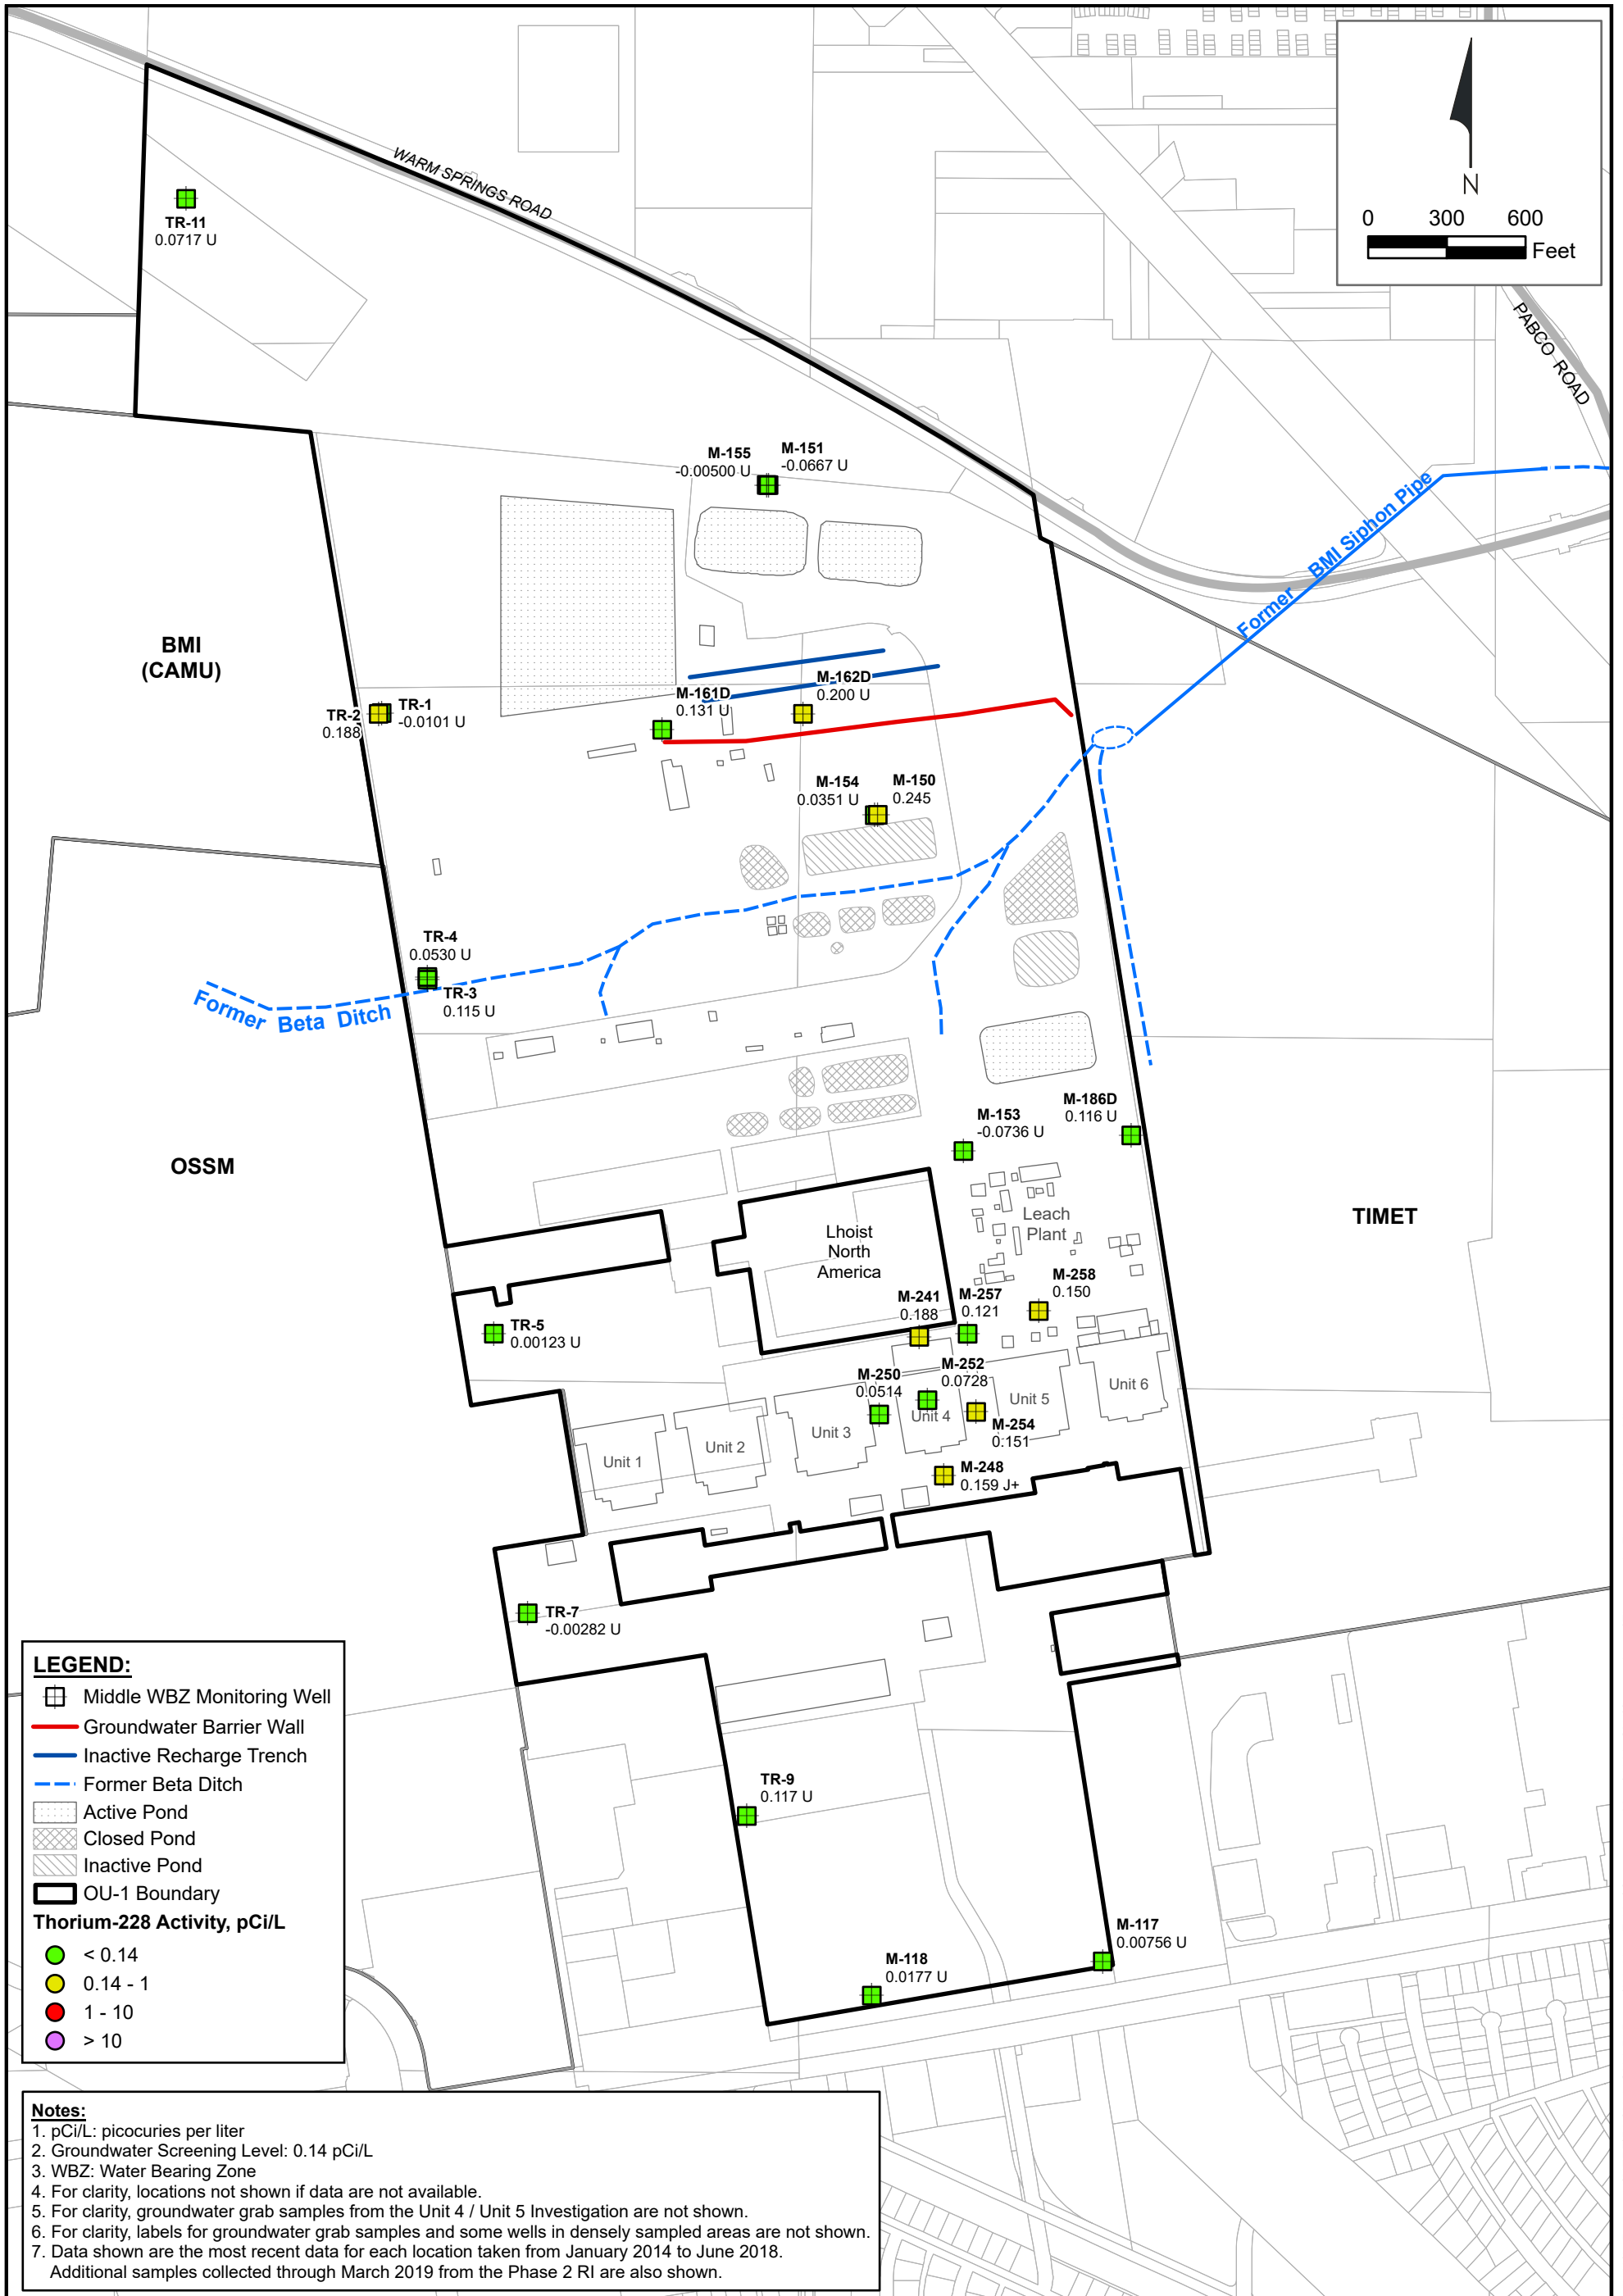 N
0 300 600
Feet
WARM SPRINGS ROAD
PABCO ROAD
TR-11
0.0717 U
M-155
-0.00500 U
M-151
-0.0667 U
Former BMI Siphon Pipe
BMI
(CAMU)
TR-2
0.188
TR-1
-0.0101 U
M-161D
0.131 U
M-162D
0.200 U
M-154
0.0351 U
M-150
0.245
TR-4
0.0530 U
TR-3
0.115 U
Former Beta Ditch
OSSM
TIMET
M-153
-0.0736 U
M-186D
0.116 U
Leach
Plant
Lhoist
North
America
M-258
0.150
M-241
0.188
M-257
0.121
TR-5
0.00123 U
M-250
0.0514
M-252
0.0728
M-254
0.151
M-248
0.159 J+
Unit 1
Unit 2
Unit 3
Unit 4
Unit 5
Unit 6
TR-7
-0.00282 U
TR-9
0.117 U
M-118
0.0177 U
M-117
0.00756 U
LEGEND:
Middle WBZ Monitoring Well
Groundwater Barrier Wall
Inactive Recharge Trench
Former Beta Ditch
Active Pond
Closed Pond
Inactive Pond
OU-1 Boundary
Thorium-228 Activity, pCi/L
< 0.14
0.14 - 1
1 - 10
> 10
Notes:
1. pCi/L: picocuries per liter
2. Groundwater Screening Level: 0.14 pCi/L
3. WBZ: Water Bearing Zone
4. For clarity, locations not shown if data are not available.
5. For clarity, groundwater grab samples from the Unit 4 / Unit 5 Investigation are not shown.
6. For clarity, labels for groundwater grab samples and some wells in densely sampled areas are not shown.
7. Data shown are the most recent data for each location taken from January 2014 to June 2018.
Additional samples collected through March 2019 from the Phase 2 RI are also shown.